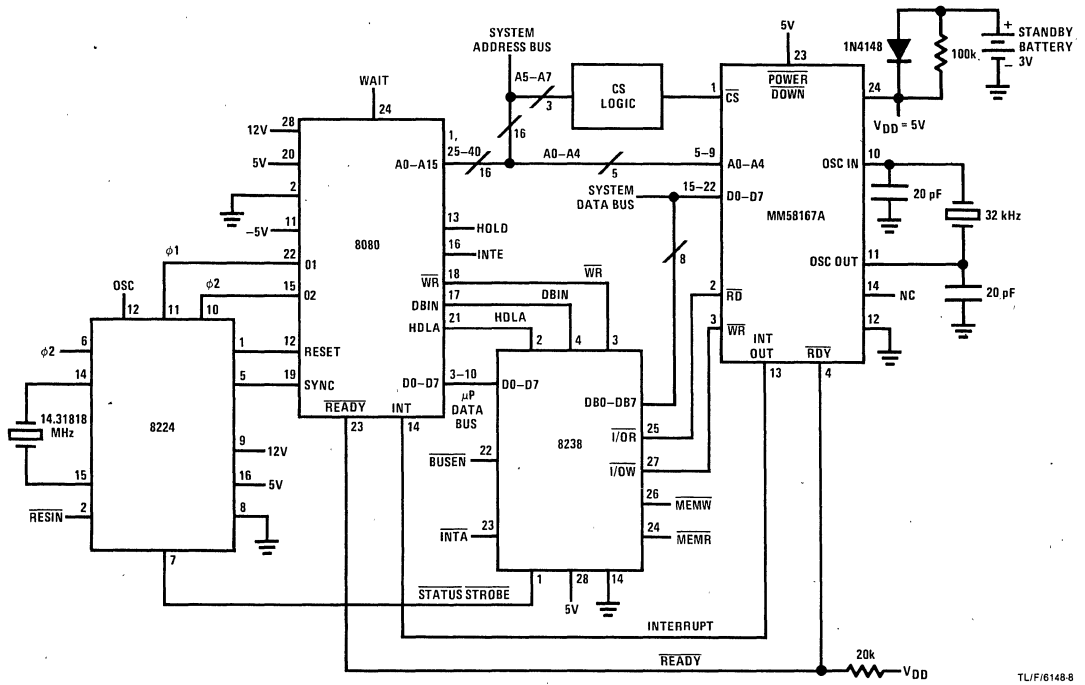 SYSTEM
ADDRESS BUS
A5–A7
3
16
CS
LOGIC
5V
23
1N4148
100k
+
–
STANDBY
BATTERY
3V
1
CS
POWER
DOWN
24
VDD = 5V
WAIT
24
12V
28
5V
20
2
–5V
11
1,
25–40
A0–A15
16
A0–A4
5
5–9
A0–A4
OSC IN
10
20 pF
32 kHz
SYSTEM
DATA BUS
15–22
D0–D7
MM58167A
8
8080
13
HOLD
16
INTE
18
WR
WR
17
DBIN
DBIN
21
HDLA
HDLA
φ1
22
01
φ2
15
02
OSC OUT
11
20 pF
14
NC
12
2
RD
3
WR
INT
OUT
RDY
13
4
OSC
12
11
10
6
φ2
14
14.31818
MHz
15
2
RESIN
8224
1
12
RESET
5
19
SYNC
9
12V
16
5V
8
7
READY
INT
23
14
D0–D7
3–10
μP
DATA
BUS
2
4
3
D0–D7
DB0–DB7
8238
25
I/OR
27
I/OW
26
MEMW
24
MEMR
22
BUSEN
23
INTA
1
28
14
5V
STATUS STROBE
INTERRUPT
READY
20k
VDD
TL/F/6148-8